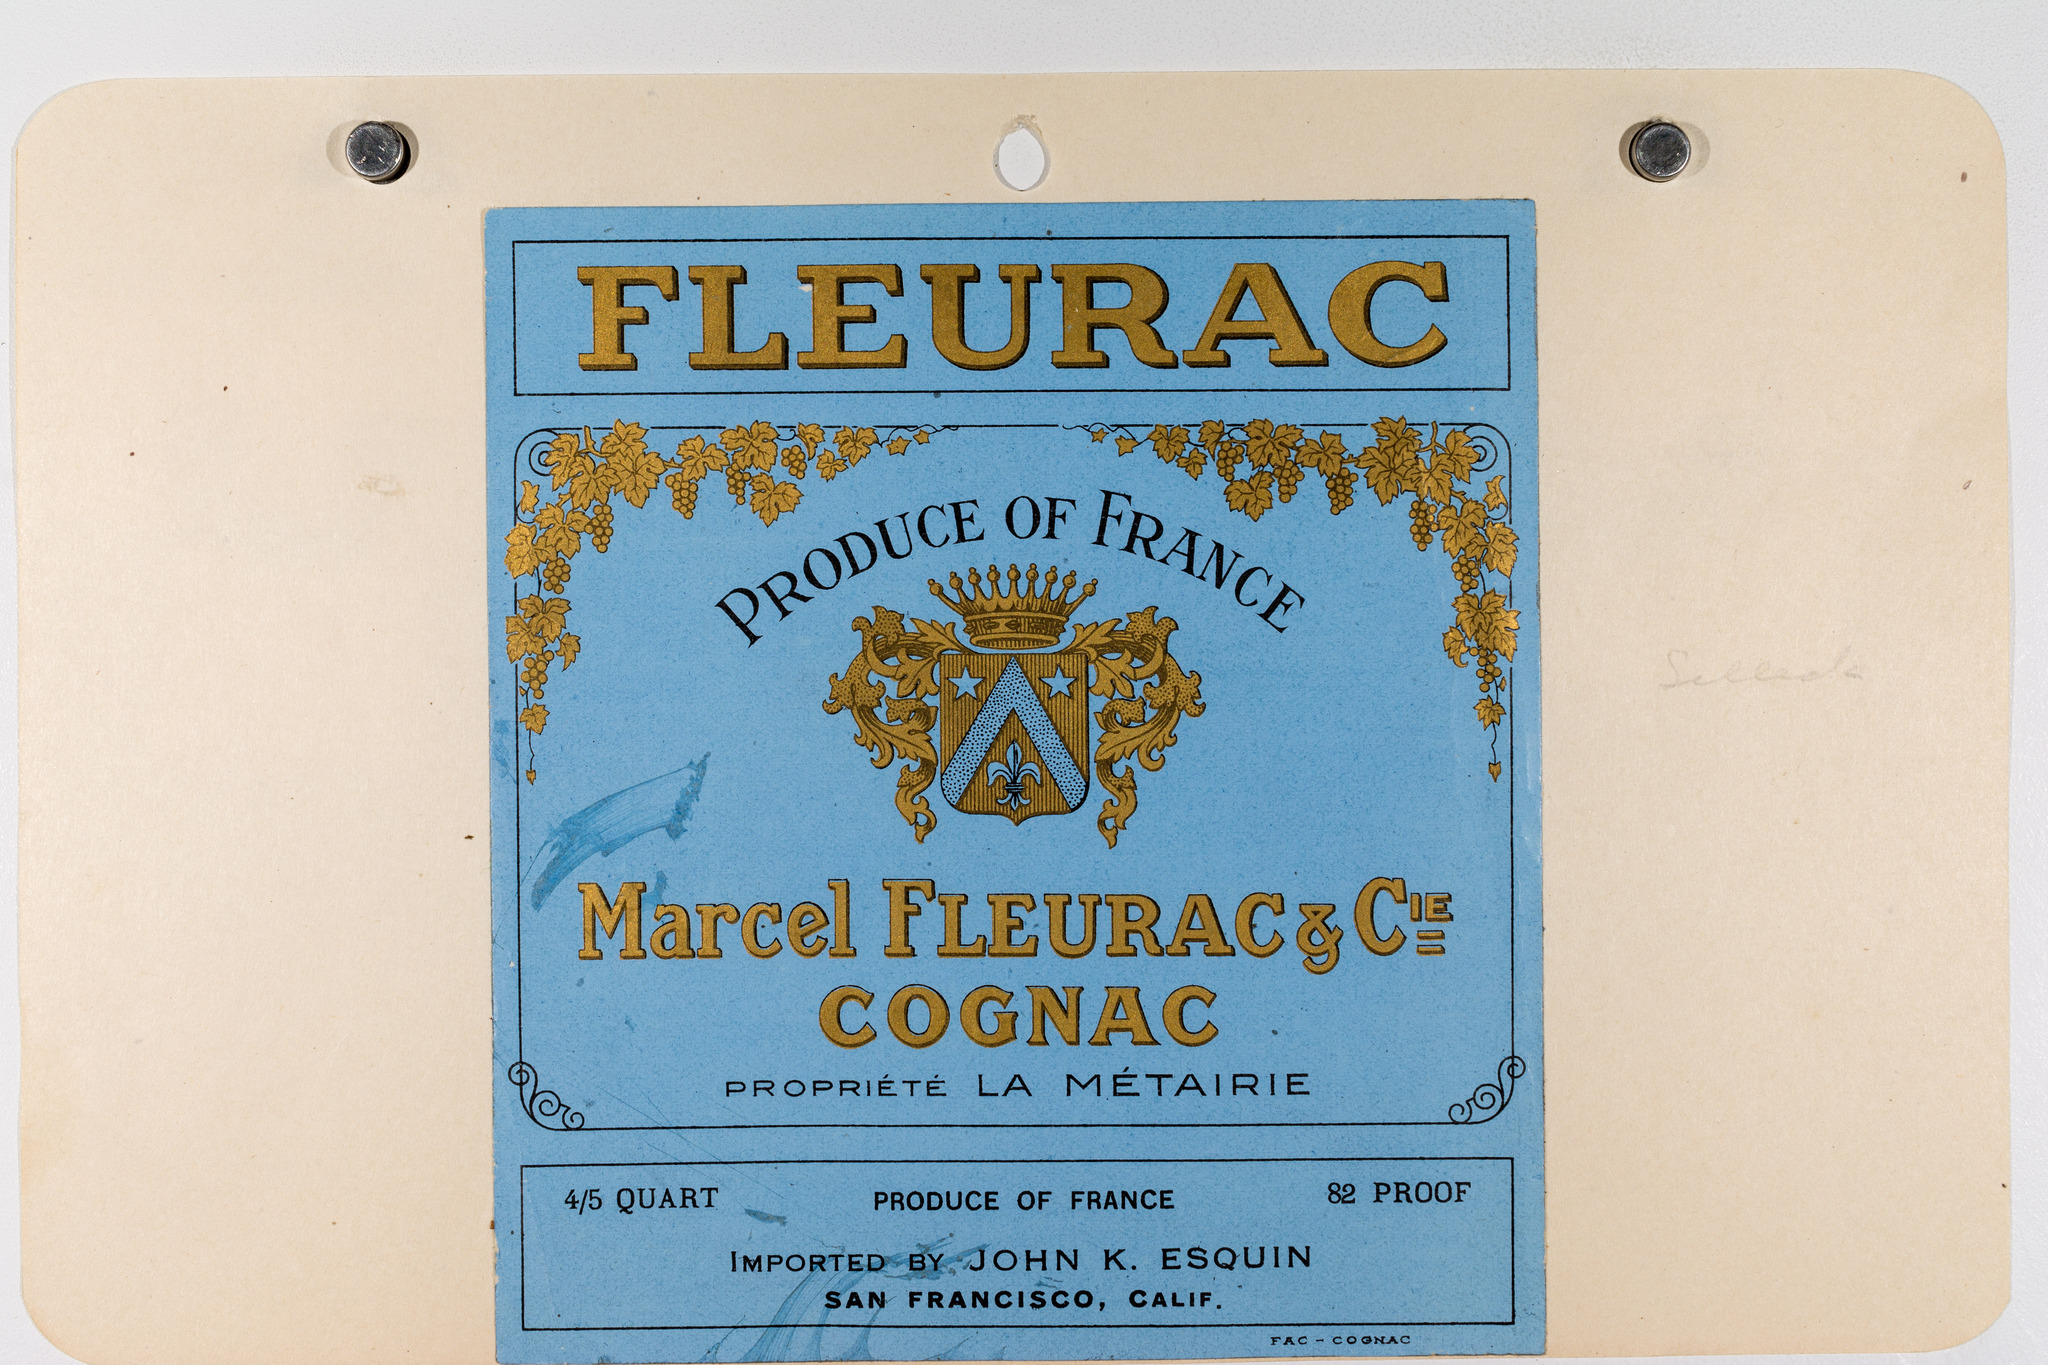 FLEURAC
PRODUCE OF FRANCE
Marcel FLEURAC & CIE
COGNAC
PROPRIÉTÉ LA MÉTAIRIE
4/5 QUART PRODUCE OF FRANCE 82 PROOF
IMPORTED BY JOHN K. ESQUIN
SAN FRANCISCO, CALIF.
FAC - COGNAC